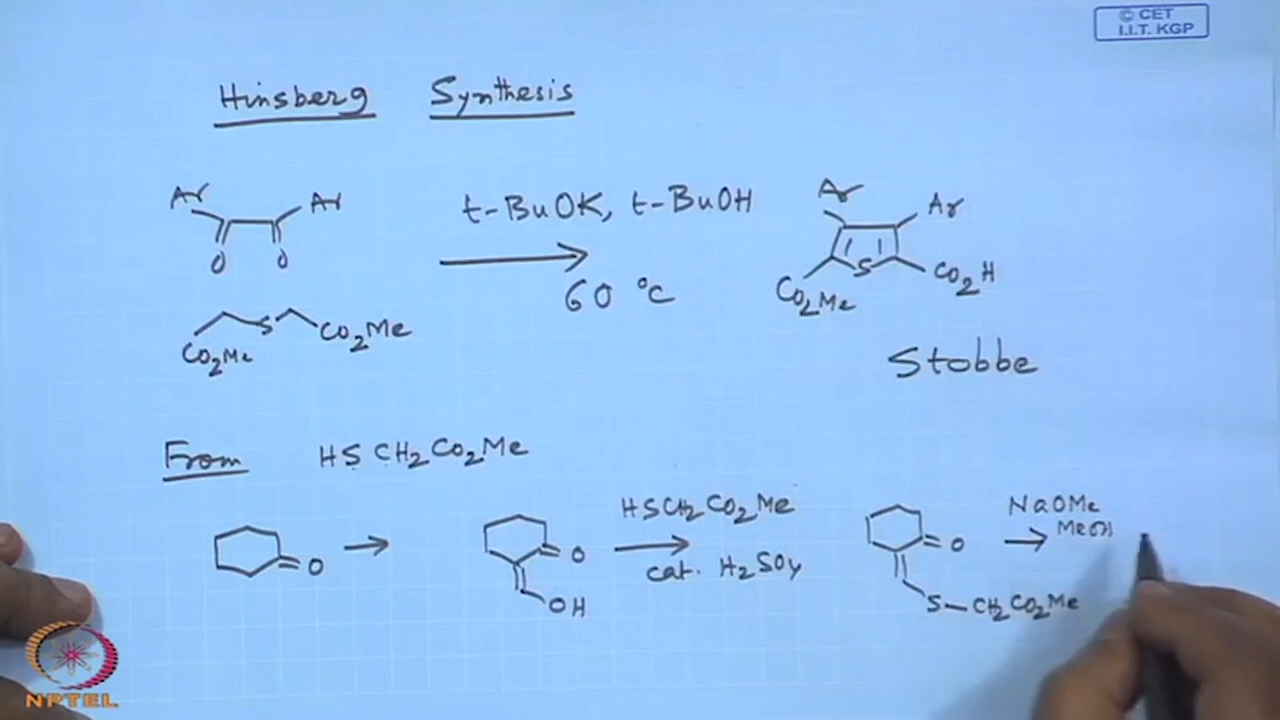 © CET
I.I.T. KGP
Hinsberg Synthesis
Ar Ar
O O
t-BuOK, t-BuOH
60 °C
Ar Ar
S
CO2Me CO2H
S
CO2Me CO2Me
Stobbe
From HSCH2CO2Me
O
O
OH
HSCH2CO2Me
cat. H2SO4
O
S-CH2CO2Me
NaOMe
MeOH
NPTEL